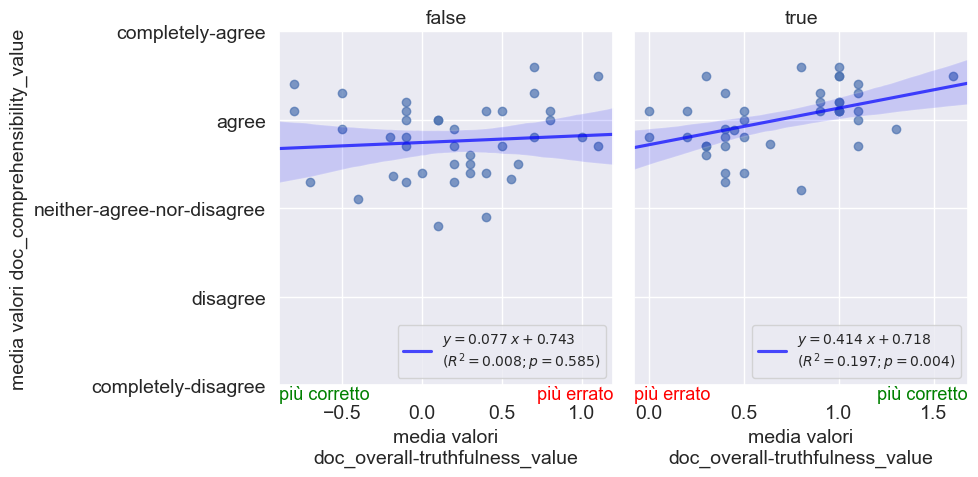 false
true
media valori doc_comprehensibility_value
completely-agree
agree
neither-agree-nor-disagree
disagree
completely-disagree
y = 0.077 x + 0.743
(R² = 0.008; p = 0.585)
più corretto
più errato
−0.5
0.0
0.5
1.0
media valori
doc_overall-truthfulness_value
y = 0.414 x + 0.718
(R² = 0.197; p = 0.004)
più errato
più corretto
0.0
0.5
1.0
1.5
media valori
doc_overall-truthfulness_value